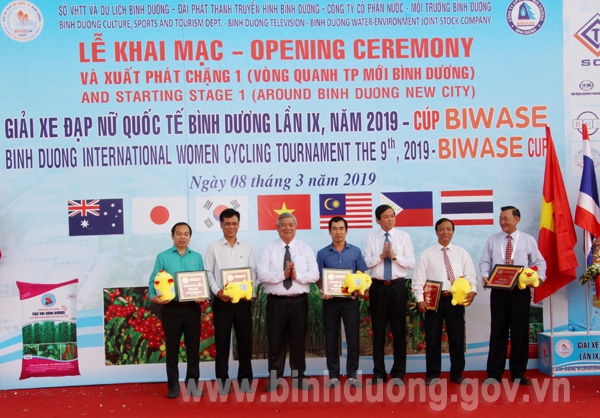 SỞ VHTT VÀ DU LỊCH BÌNH DƯƠNG - ĐÀI PHÁT THANH TRUYỀN HÌNH BÌNH DƯƠNG - CÔNG TY CỔ PHẦN NƯỚC - MÔI TRƯỜNG BÌNH DƯƠNG
BINH DUONG CULTURE, SPORTS AND TOURISM DEPT. - BINH DUONG TELEVISION - BINH DUONG WATER-ENVIRONMENT JOINT STOCK COMPANY
LỄ KHAI MẠC - OPENING CEREMONY
VÀ XUẤT PHÁT CHẶNG 1 (VÒNG QUANH TP MỚI BÌNH DƯƠNG)
AND STARTING STAGE 1 (AROUND BINH DUONG NEW CITY)
GIẢI XE ĐẠP NỮ QUỐC TẾ BÌNH DƯƠNG LẦN IX, NĂM 2019 - CÚP BIWASE
BINH DUONG INTERNATIONAL WOMEN CYCLING TOURNAMENT THE 9th, 2019 - BIWASE CUP
Ngày 08 tháng 3 năm 2019
GIẢI XE
LẦN IX,
www.binhduong.gov.vn